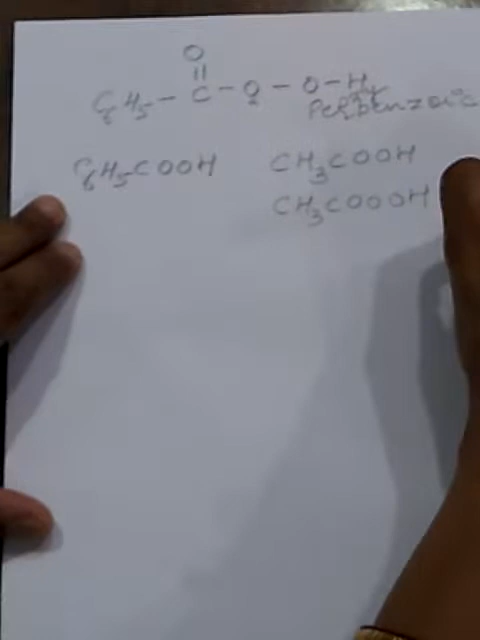 O
||
C6H5 - C - O - O - H
Perbenzoic
C6H5COOH CH3COOH
CH3COOOH